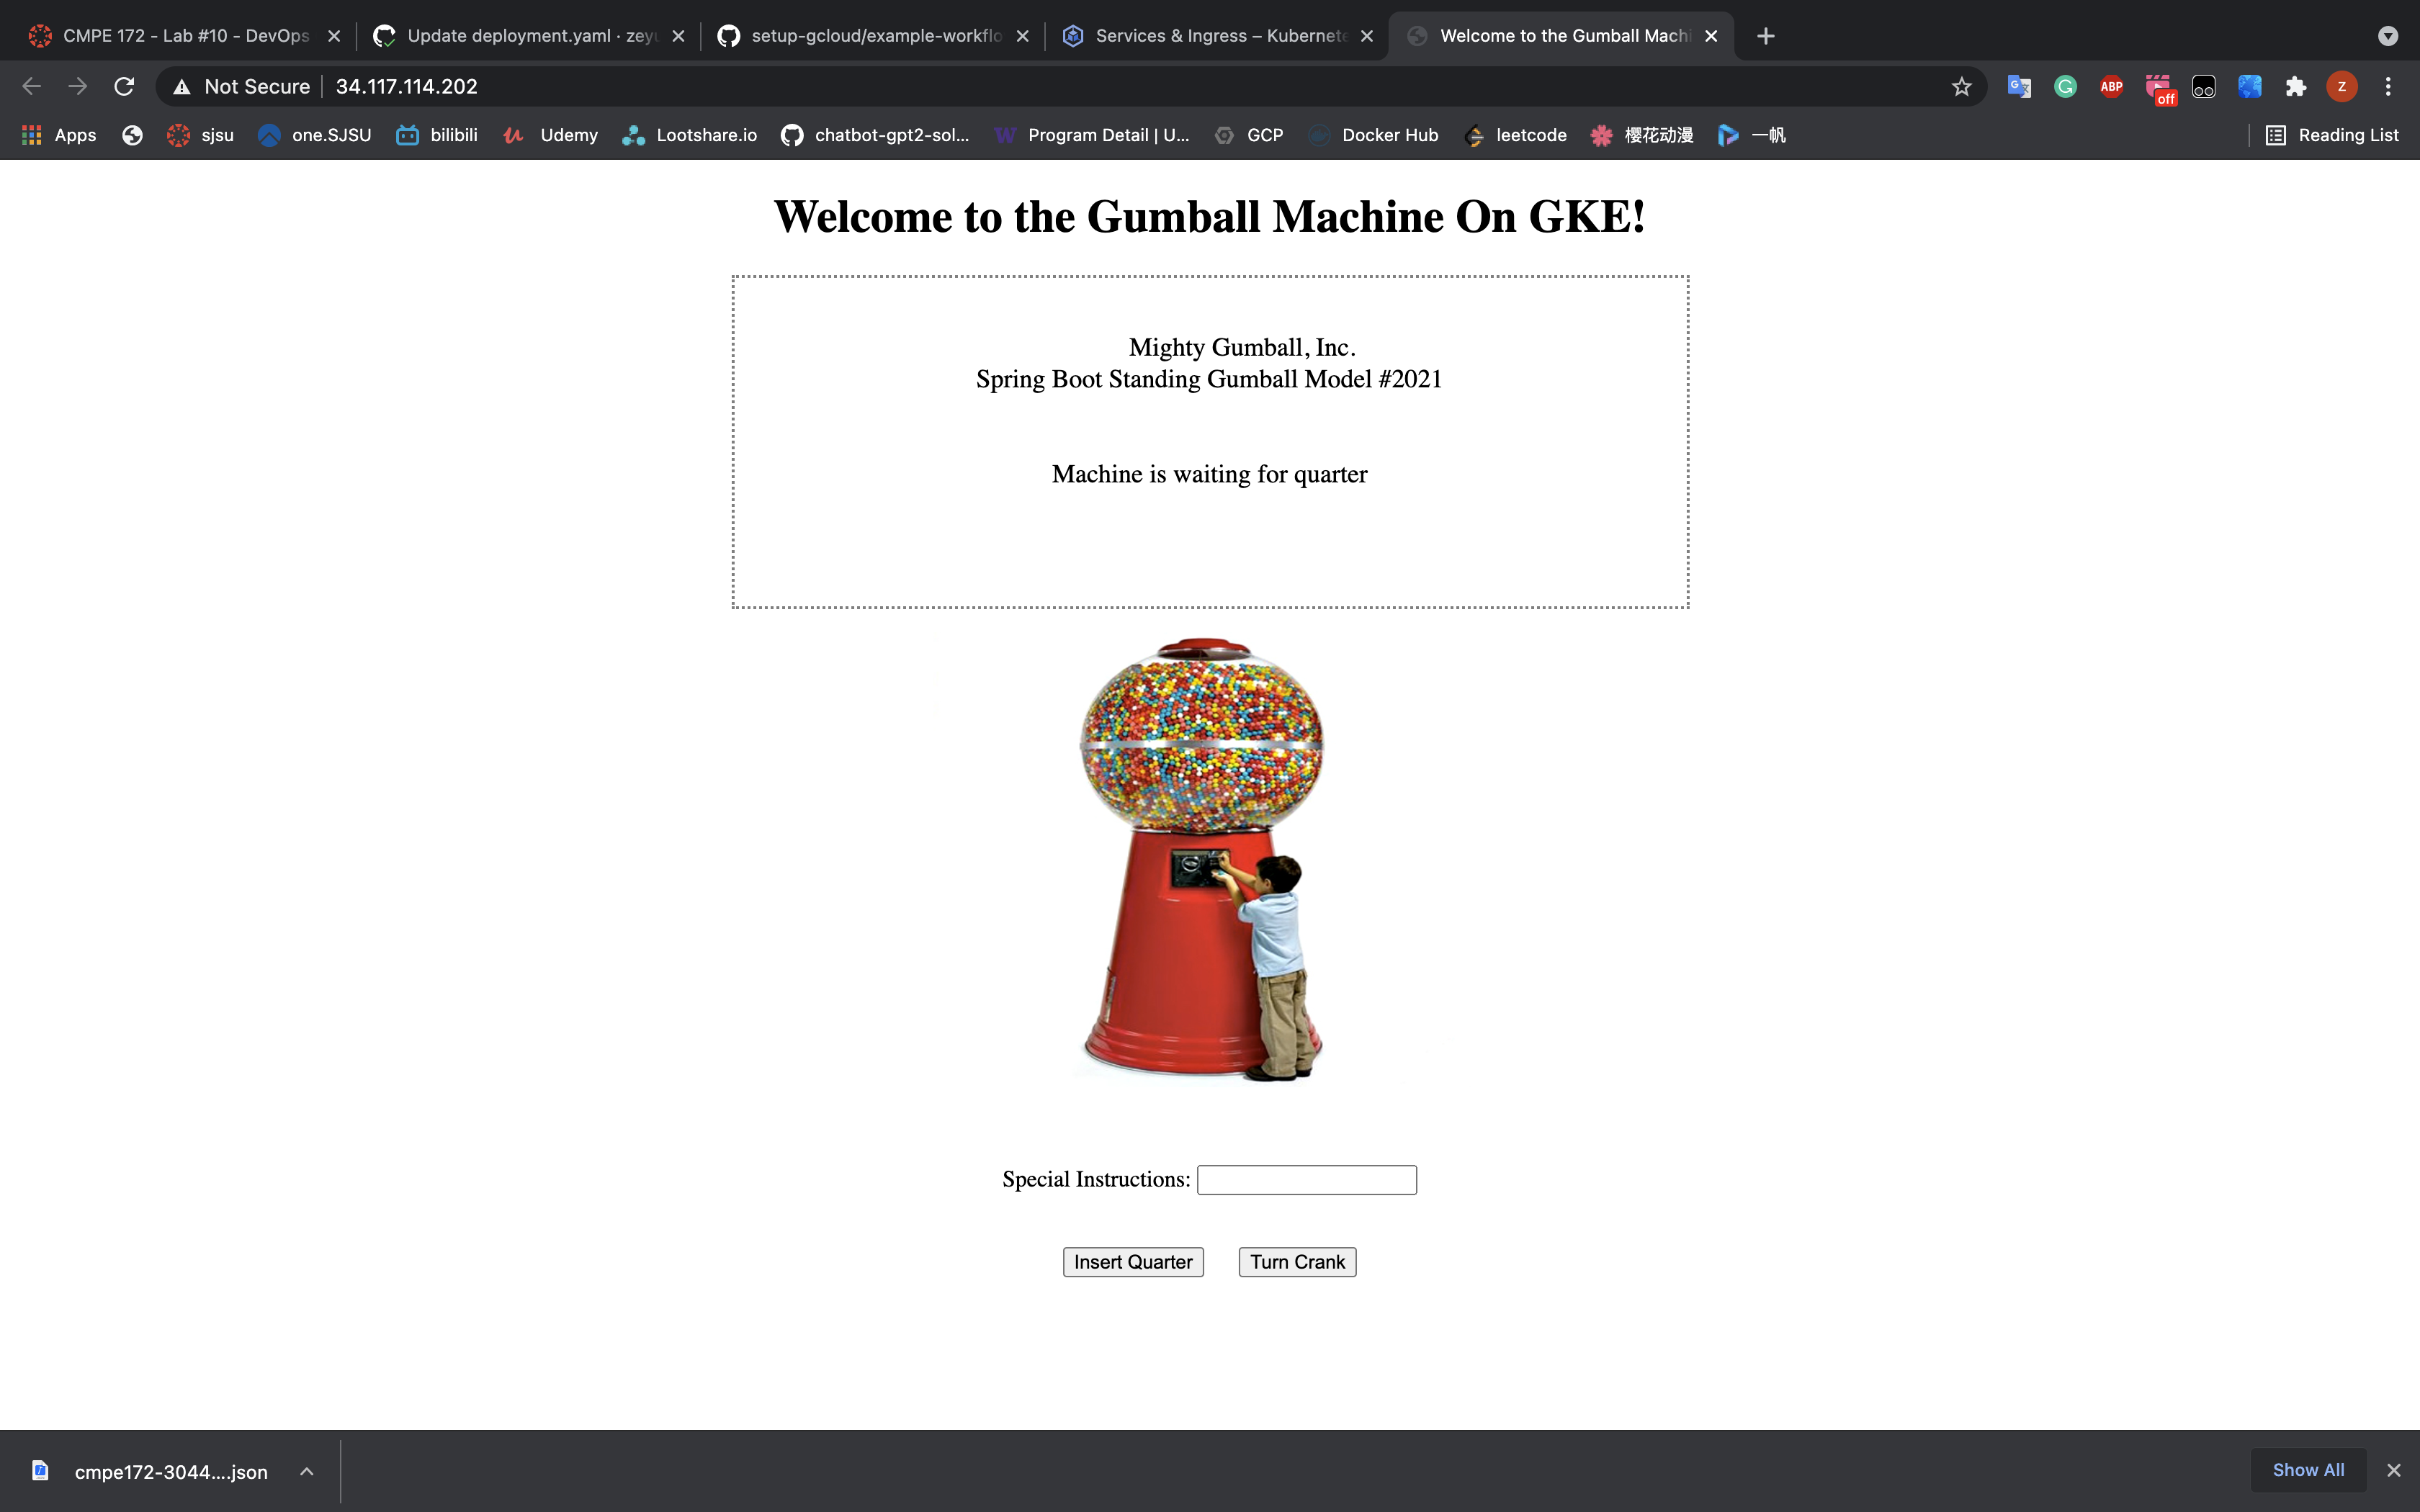 CMPE 172 - Lab #10 - DevOps
Update deployment.yaml · zeyu
setup-gcloud/example-workflo
Services & Ingress – Kubernete
Welcome to the Gumball Machi
Not Secure
34.117.114.202
ABP
off
Z
Apps
sjsu
one.SJSU
bilibili
Udemy
Lootshare.io
chatbot-gpt2-sol...
Program Detail | U...
GCP
Docker Hub
leetcode
樱花动漫
一帆
Reading List
Welcome to the Gumball Machine On GKE!
Mighty Gumball, Inc.
Spring Boot Standing Gumball Model #2021
Machine is waiting for quarter
Special Instructions:
Insert Quarter
Turn Crank
cmpe172-3044....json
Show All